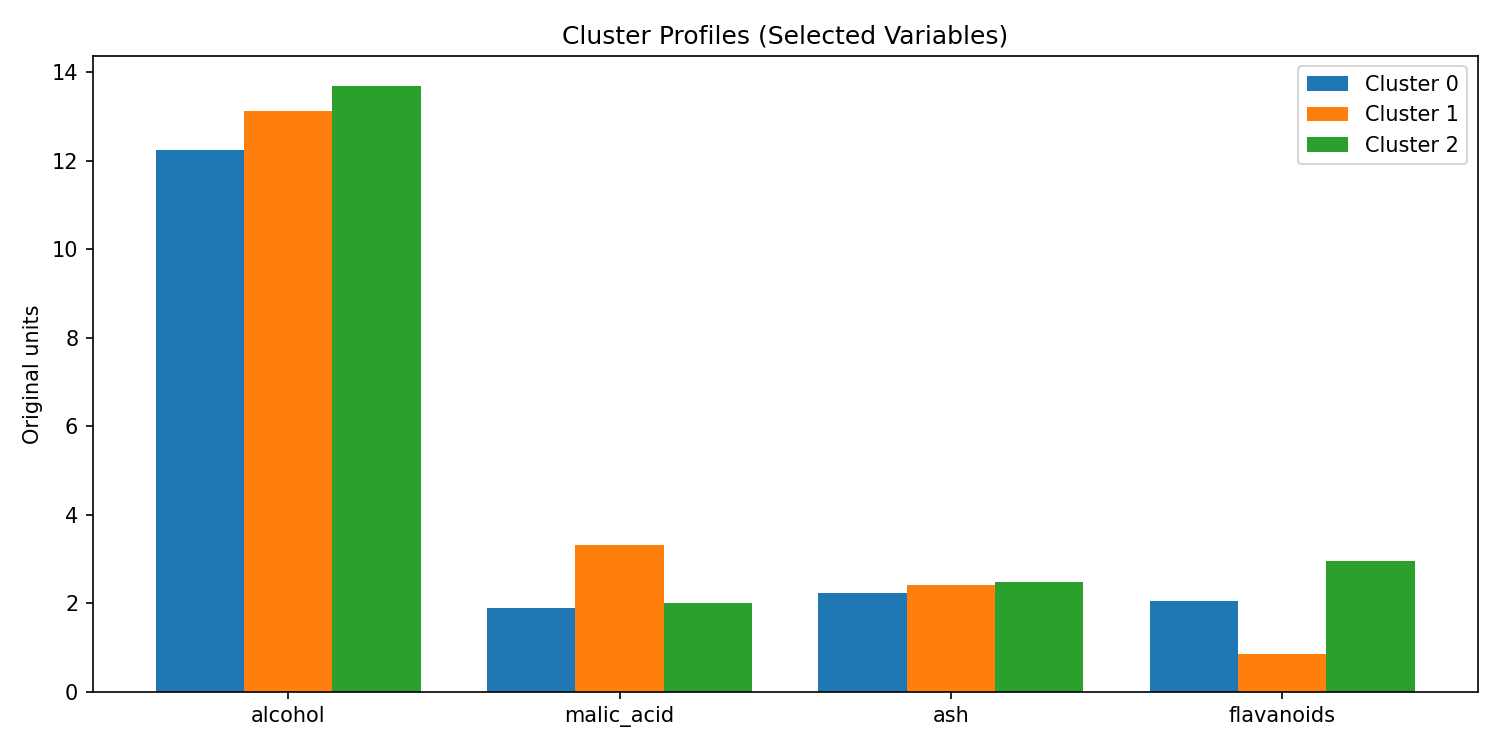 Cluster Profiles (Selected Variables)
Cluster 0
Cluster 1
Cluster 2
Original units
14
12
10
8
6
4
2
0
alcohol
malic_acid
ash
flavanoids